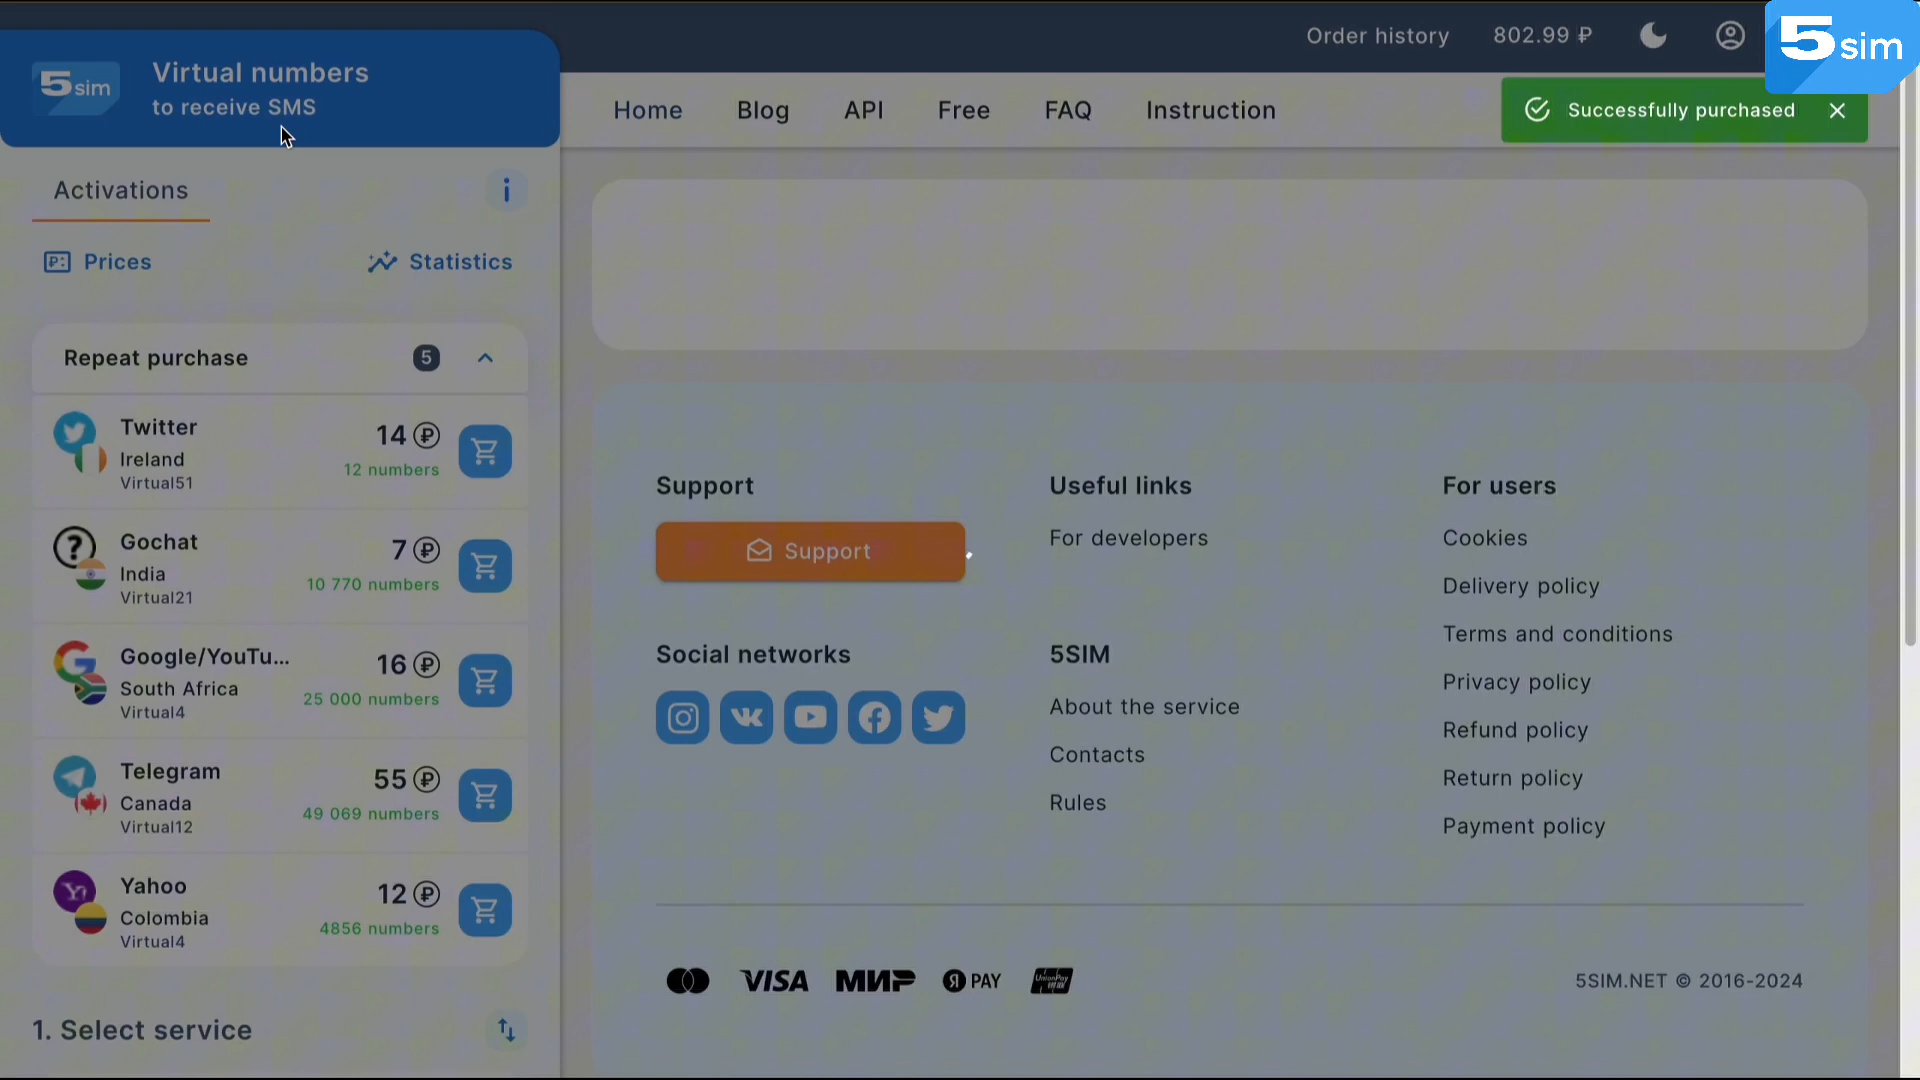 Order history
802.99 ₽
5sim
5sim
Virtual numbers
to receive SMS
Home
Blog
API
Free
FAQ
Instruction
Successfully purchased
Activations
Prices
Statistics
Repeat purchase
5
Twitter
Ireland
Virtual51
14 ₽
12 numbers
Gochat
India
Virtual21
7 ₽
10 770 numbers
Google/YouTu...
South Africa
Virtual4
16 ₽
25 000 numbers
Telegram
Canada
Virtual12
55 ₽
49 069 numbers
Yahoo
Colombia
Virtual4
12 ₽
4856 numbers
1. Select service
Support
Support
Social networks
Useful links
For developers
5SIM
About the service
Contacts
Rules
For users
Cookies
Delivery policy
Terms and conditions
Privacy policy
Refund policy
Return policy
Payment policy
VISA
МИР
Я PAY
UnionPay
5SIM.NET © 2016-2024